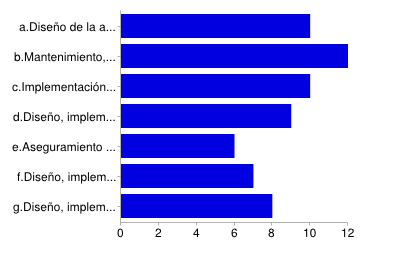 a.Diseño de la a...
b.Mantenimiento,...
c.Implementación...
d.Diseño, implem...
e.Aseguramiento ...
f.Diseño, implem...
g.Diseño, implem...
0 2 4 6 8 10 12